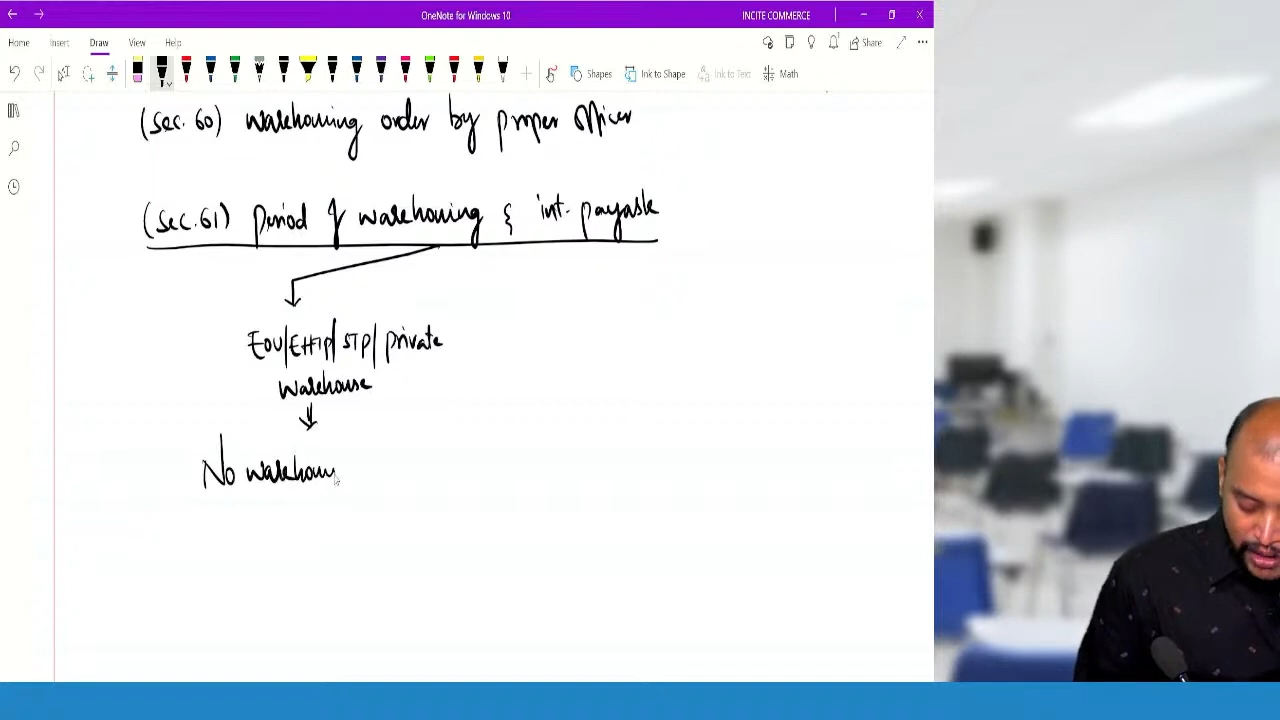 OneNote for Windows 10
INCITE COMMERCE
Home Insert Draw View Help
Share
Shapes Ink to Shape Ink to Text Math
(Sec. 60) warehousing order by proper officer
(Sec. 61) period of warehousing & int. payable
EOU/EHTP/STP/private
warehouse
No warehous